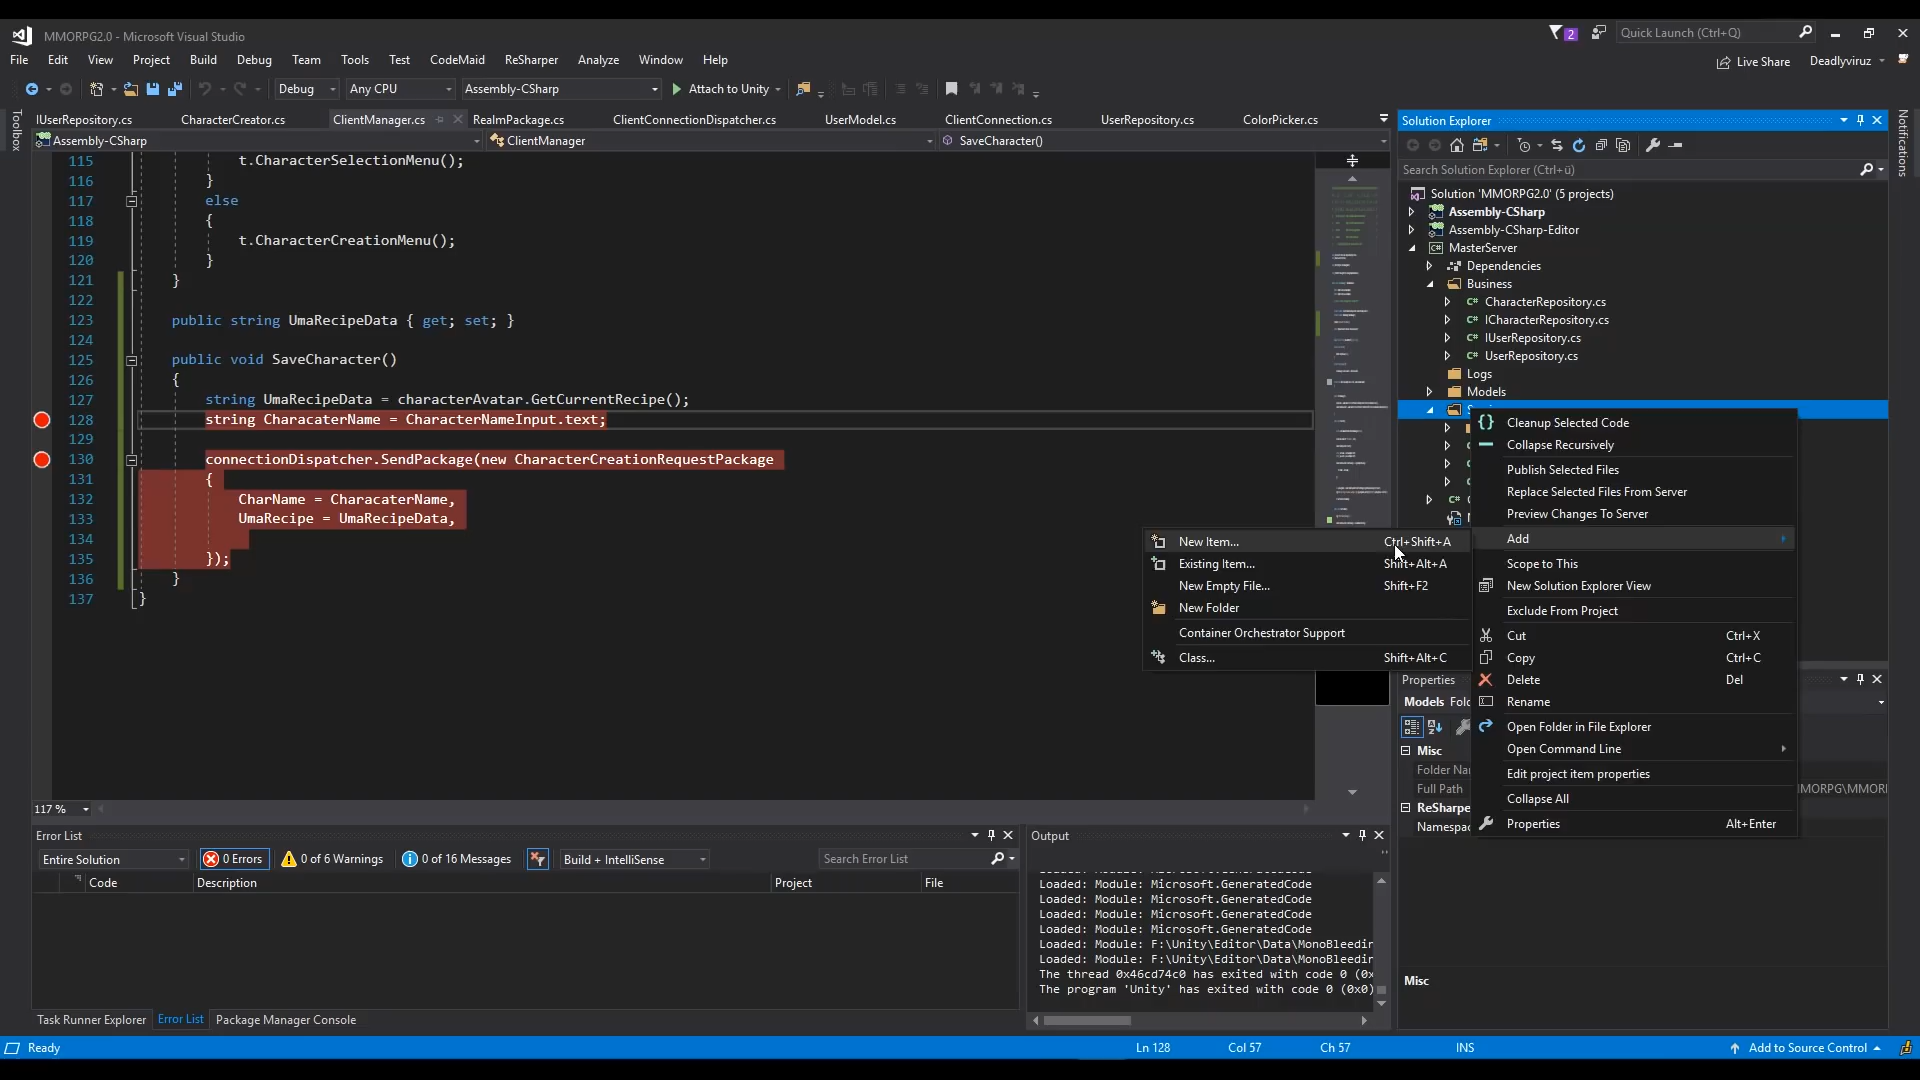 MMORPG2.0 - Microsoft Visual Studio
2
Quick Launch (Ctrl+Q)
File Edit View Project Build Debug Team Tools Test CodeMaid ReSharper Analyze Window Help
Live Share
Deadlyviruz
Debug
Any CPU
Assembly-CSharp
Attach to Unity
Toolbox
IUserRepository.cs CharacterCreator.cs ClientManager.cs RealmPackage.cs ClientConnectionDispatcher.cs UserModel.cs ClientConnection.cs UserRepository.cs ColorPicker.cs
Assembly-CSharp
ClientManager
SaveCharacter()
115 t.CharacterSelectionMenu();
116 }
117 else
118 {
119 t.CharacterCreationMenu();
120 }
121 }
122
123 public string UmaRecipeData { get; set; }
124
125 public void SaveCharacter()
126 {
127 string UmaRecipeData = characterAvatar.GetCurrentRecipe();
128 string CharacaterName = CharacterNameInput.text;
129
130 connectionDispatcher.SendPackage(new CharacterCreationRequestPackage
131 {
132 CharName = CharacaterName,
133 UmaRecipe = UmaRecipeData,
134
135 });
136 }
137 }
117 %
Solution Explorer
Notifications
Search Solution Explorer (Ctrl+ü)
Solution 'MMORPG2.0' (5 projects)
Assembly-CSharp
Assembly-CSharp-Editor
MasterServer
Dependencies
Business
CharacterRepository.cs
ICharacterRepository.cs
IUserRepository.cs
UserRepository.cs
Logs
Models
Cleanup Selected Code
Collapse Recursively
Publish Selected Files
Replace Selected Files From Server
Preview Changes To Server
Add
Scope to This
New Solution Explorer View
Exclude From Project
Cut Ctrl+X
Copy Ctrl+C
Delete Del
Rename
Open Folder in File Explorer
Open Command Line
Edit project item properties
Collapse All
Properties Alt+Enter
New Item... Ctrl+Shift+A
Existing Item... Shift+Alt+A
New Empty File... Shift+F2
New Folder
Container Orchestrator Support
Class... Shift+Alt+C
Properties
Models Fol
Misc
Folder Na
Full Path
MORPG\MMOR
ReSharpe
Namespac
Misc
Error List
Entire Solution
0 Errors
0 of 6 Warnings
0 of 16 Messages
Build + IntelliSense
Search Error List
Code Description Project File
Output
Loaded: Module: Microsoft.GeneratedCode
Loaded: Module: Microsoft.GeneratedCode
Loaded: Module: Microsoft.GeneratedCode
Loaded: Module: Microsoft.GeneratedCode
Loaded: Module: F:\Unity\Editor\Data\MonoBleedin
Loaded: Module: F:\Unity\Editor\Data\MonoBleedin
The thread 0x46cd74c0 has exited with code 0 (0x
The program 'Unity' has exited with code 0 (0x0)
Task Runner Explorer Error List Package Manager Console
Ready
Ln 128 Col 57 Ch 57 INS
Add to Source Control